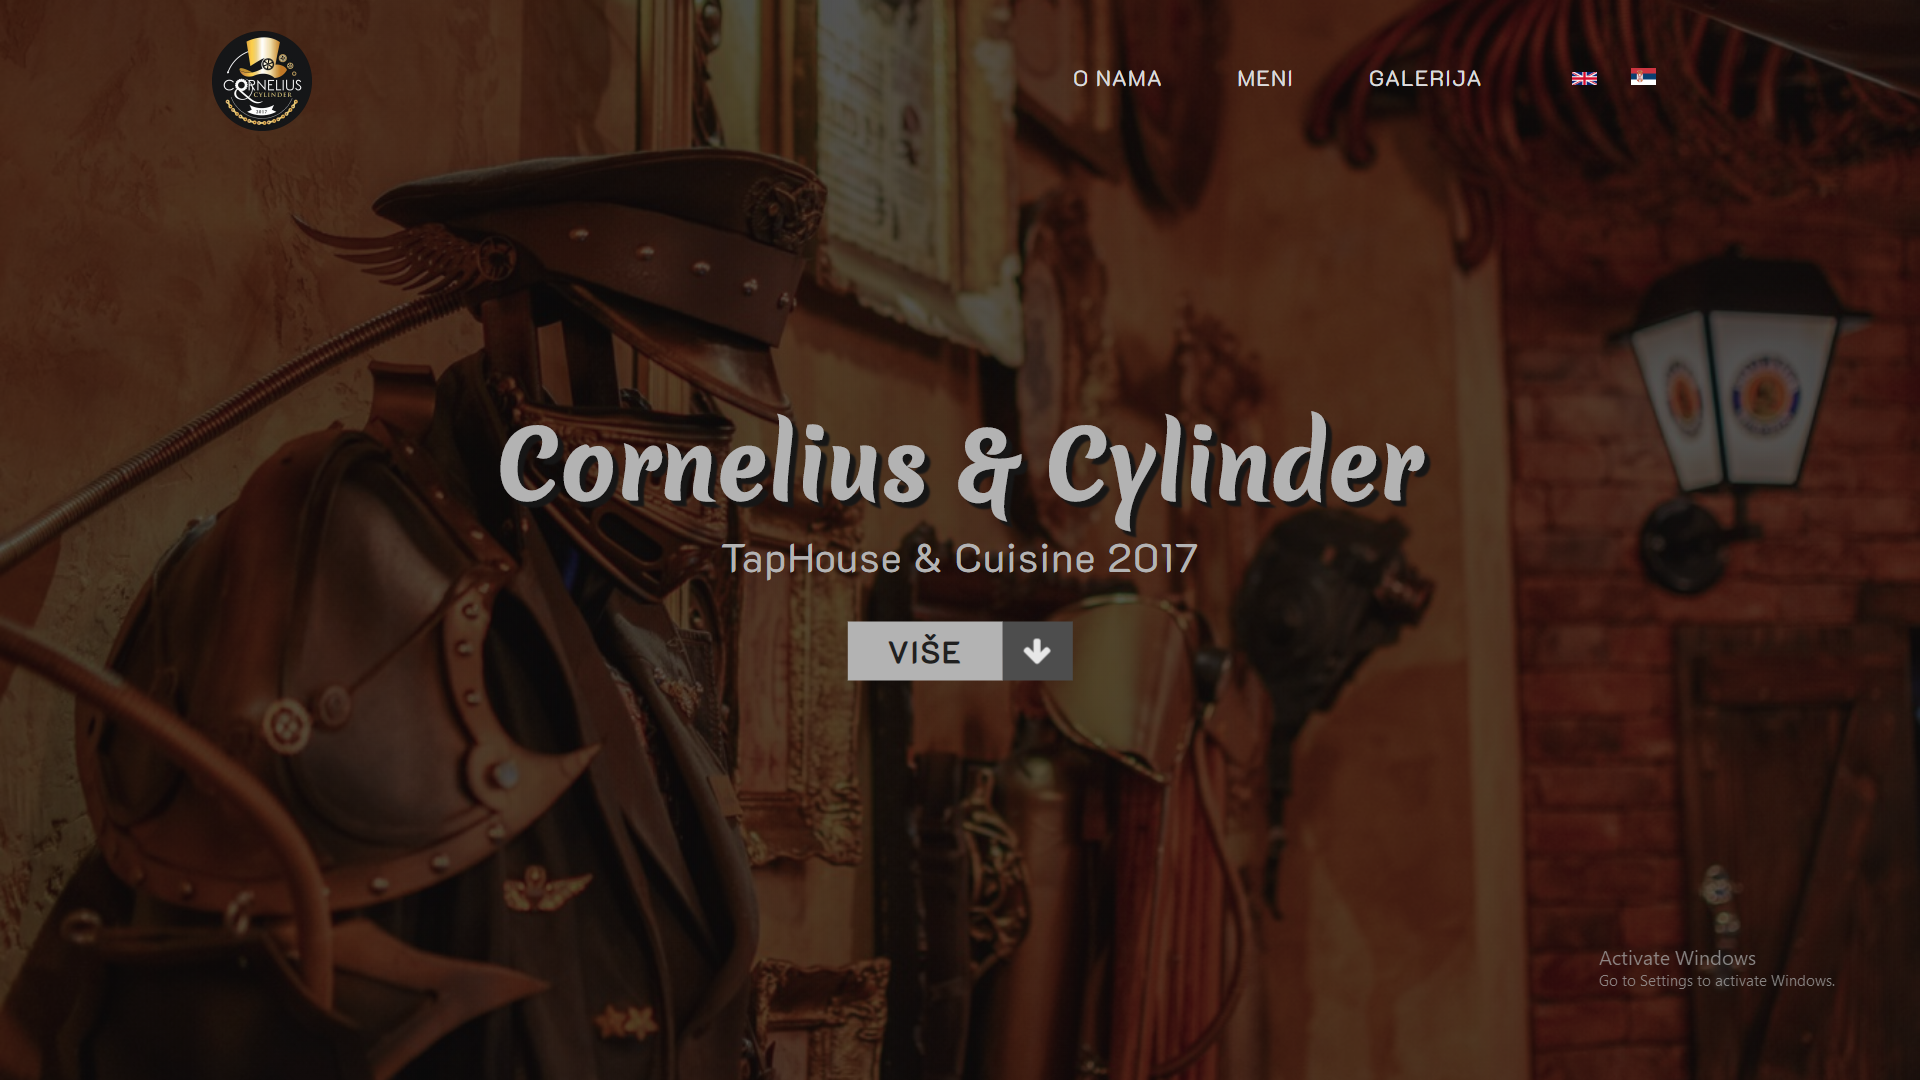 CORNELIUS
& CYLINDER
2017
O NAMA
MENI
GALERIJA
Cornelius & Cylinder
TapHouse & Cuisine 2017
VIŠE
Activate Windows
Go to Settings to activate Windows.